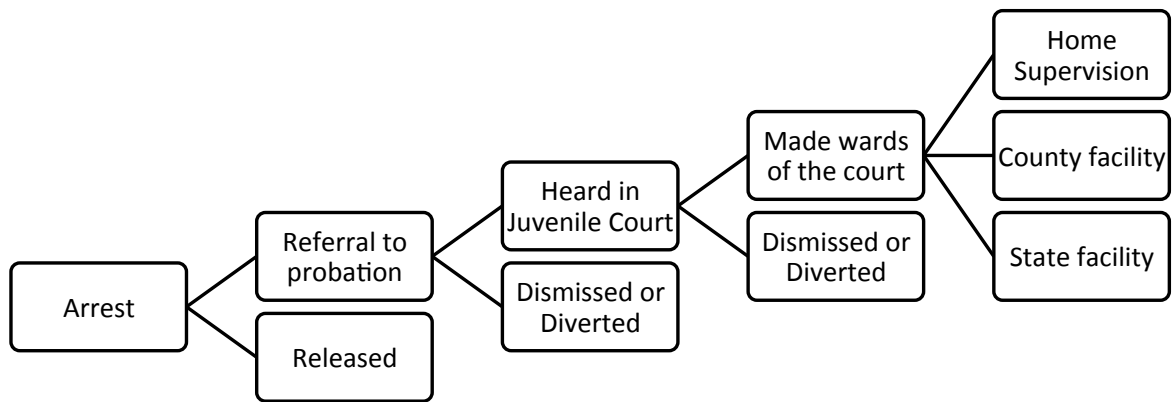 Arrest
Referral to
probation
Released
Heard in
Juvenile Court
Dismissed or
Diverted
Made wards
of the court
Dismissed or
Diverted
Home
Supervision
County facility
State facility